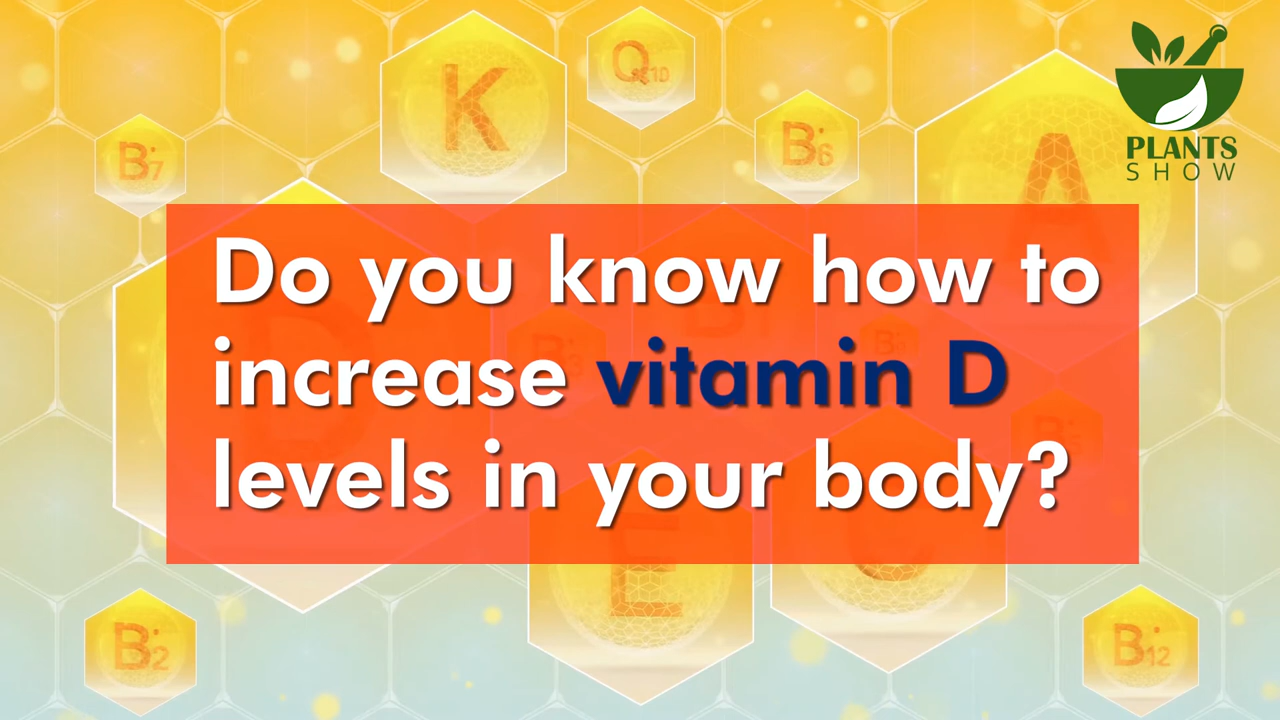 K
Q10
B6
B7
A
PLANTS
SHOW
Do you know how to
increase vitamin D
levels in your body?
D
E
C
B2
B12